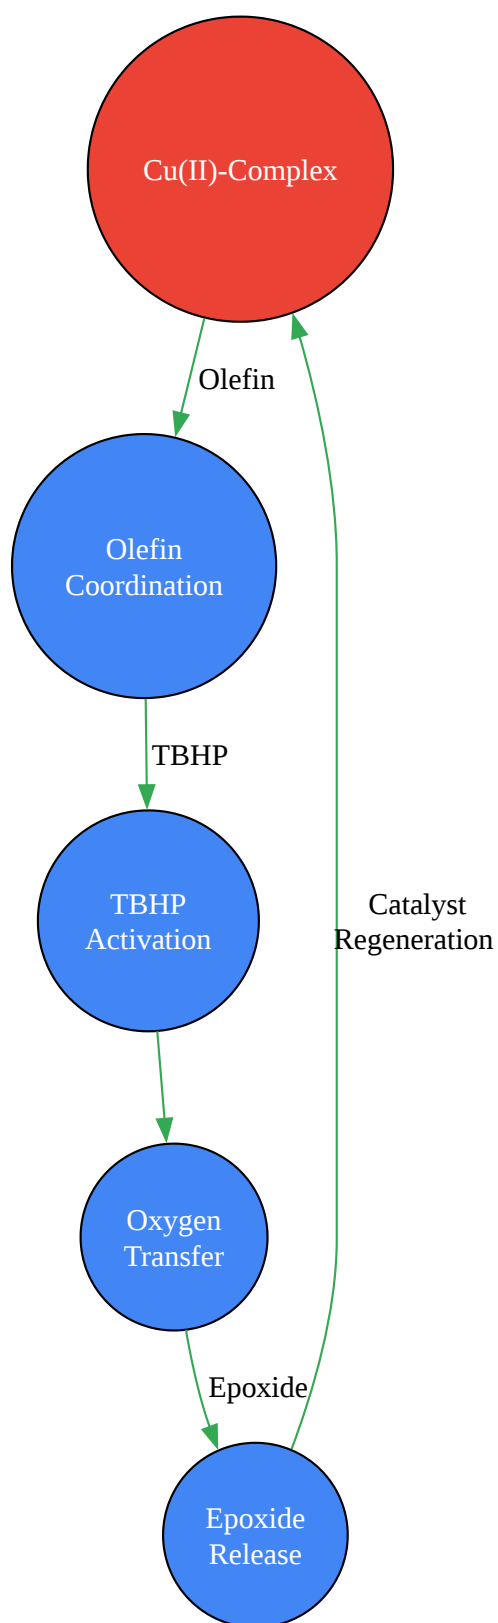 Cu(II)-Complex
Olefin
Olefin
Coordination
TBHP
TBHP
Activation
Catalyst
Regeneration
Oxygen
Transfer
Epoxide
Epoxide
Release